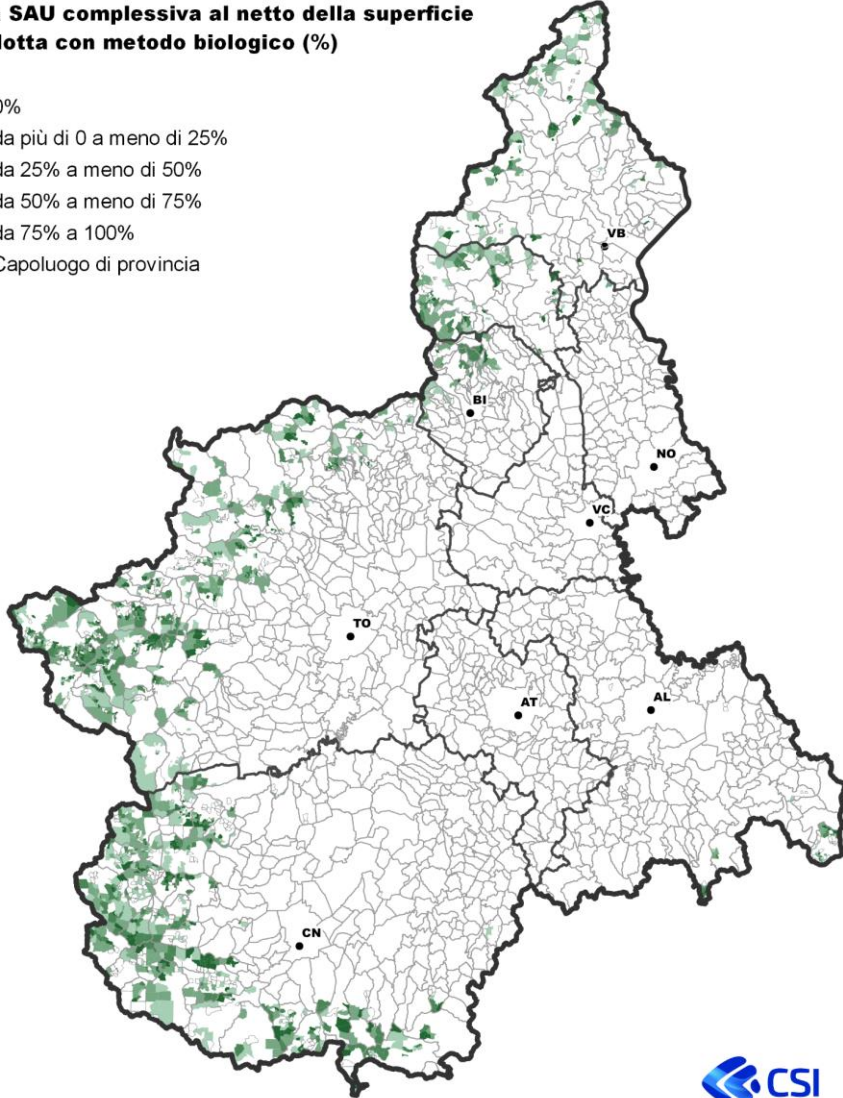 SAU complessiva al netto della superficie
con metodo biologico (%)
0%
da più di 0 a meno di 25%
da 25% a meno di 50%
da 50% a meno di 75%
da 75% a 100%
Capoluogo di provincia
VB
BI
NO
VC
TO
AT
AL
CN
CSI